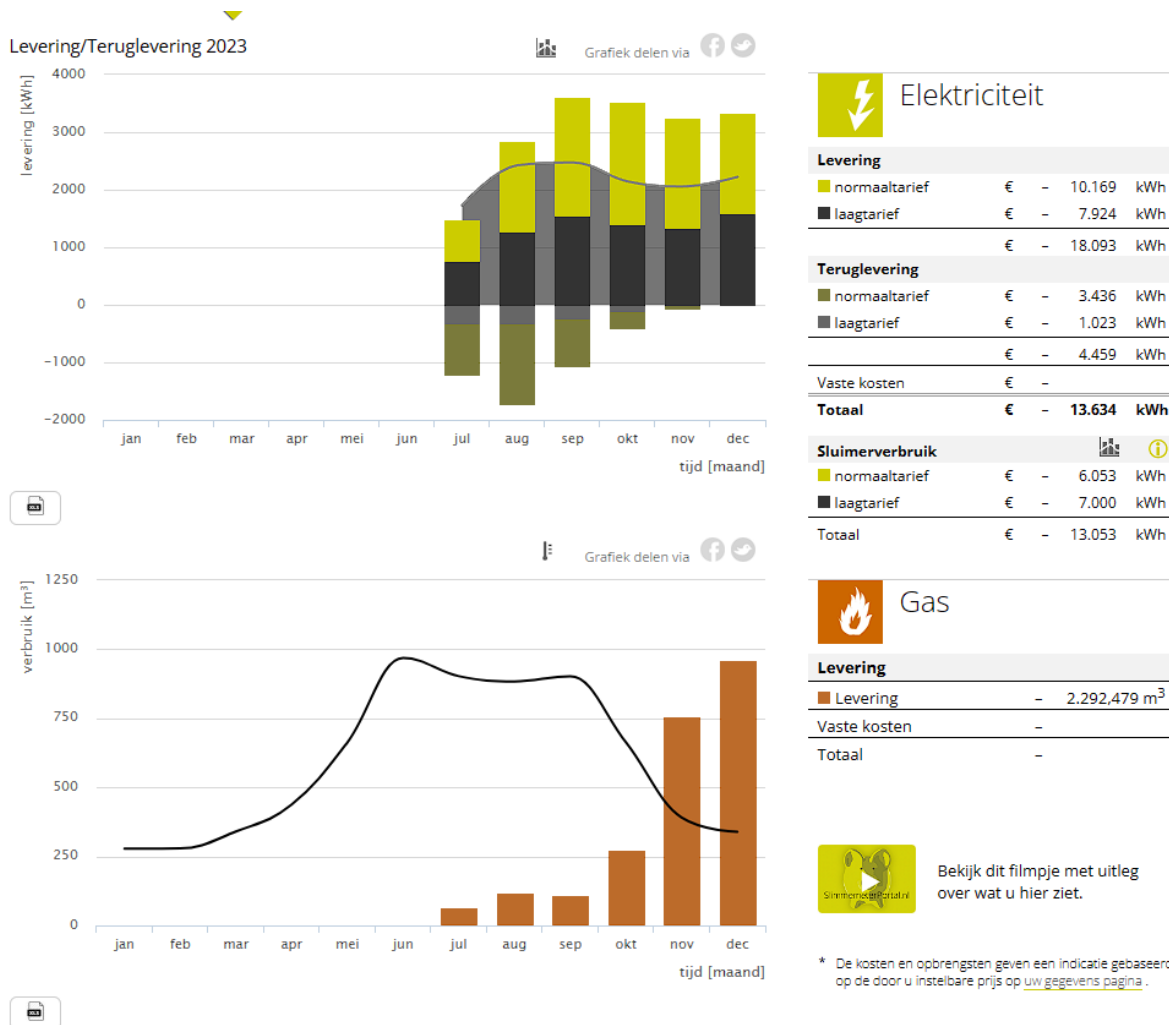 Levering/Teruglevering 2023
Grafiek delen via
levering [kWh]
4000
3000
2000
1000
0
−1000
−2000
jan feb mar apr mei jun jul aug sep okt nov dec
tijd [maand]
XLS
Grafiek delen via
verbruik [m³]
1250
1000
750
500
250
0
jan feb mar apr mei jun jul aug sep okt nov dec
tijd [maand]
XLS
Elektriciteit
Levering
normaaltarief € – 10.169 kWh
laagtarief € – 7.924 kWh
€ – 18.093 kWh
Teruglevering
normaaltarief € – 3.436 kWh
laagtarief € – 1.023 kWh
€ – 4.459 kWh
Vaste kosten € –
Totaal € – 13.634 kWh
Sluimerverbruik
normaaltarief € – 6.053 kWh
laagtarief € – 7.000 kWh
Totaal € – 13.053 kWh
Gas
Levering
Levering – 2.292,479 m³
Vaste kosten –
Totaal –
SlimmemeterPortal.nl
Bekijk dit filmpje met uitleg
over wat u hier ziet.
* De kosten en opbrengsten geven een indicatie gebaseerd
op de door u instelbare prijs op uw gegevens pagina .